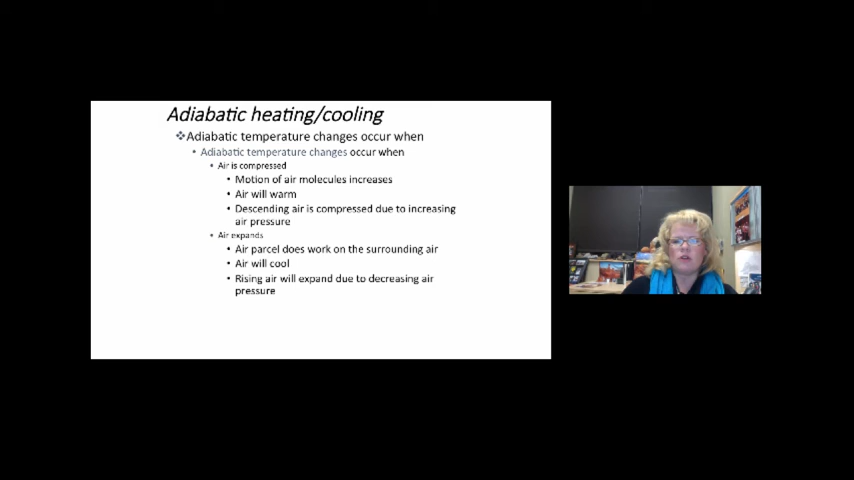 Adiabatic heating/cooling
❖Adiabatic temperature changes occur when
• Adiabatic temperature changes occur when
• Air is compressed
• Motion of air molecules increases
• Air will warm
• Descending air is compressed due to increasing
air pressure
• Air expands
• Air parcel does work on the surrounding air
• Air will cool
• Rising air will expand due to decreasing air
pressure